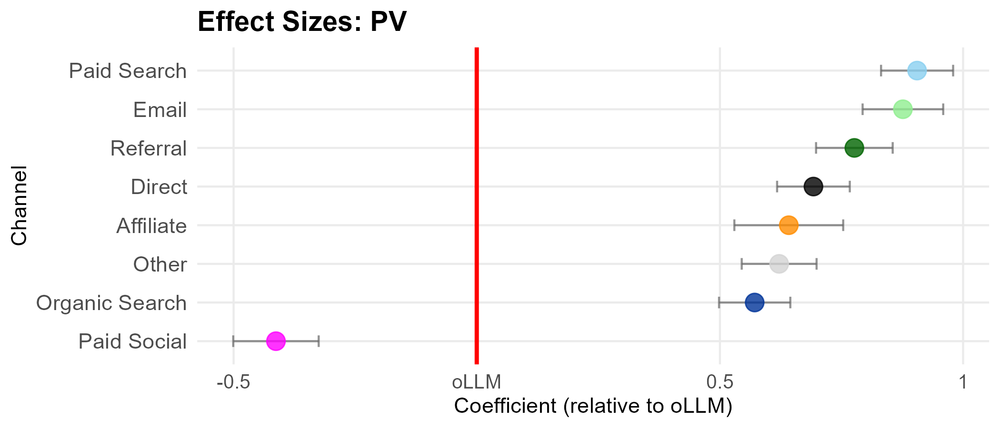 Effect Sizes: PV
Channel
Paid Search
Email
Referral
Direct
Affiliate
Other
Organic Search
Paid Social
-0.5 oLLM 0.5 1
Coefficient (relative to oLLM)